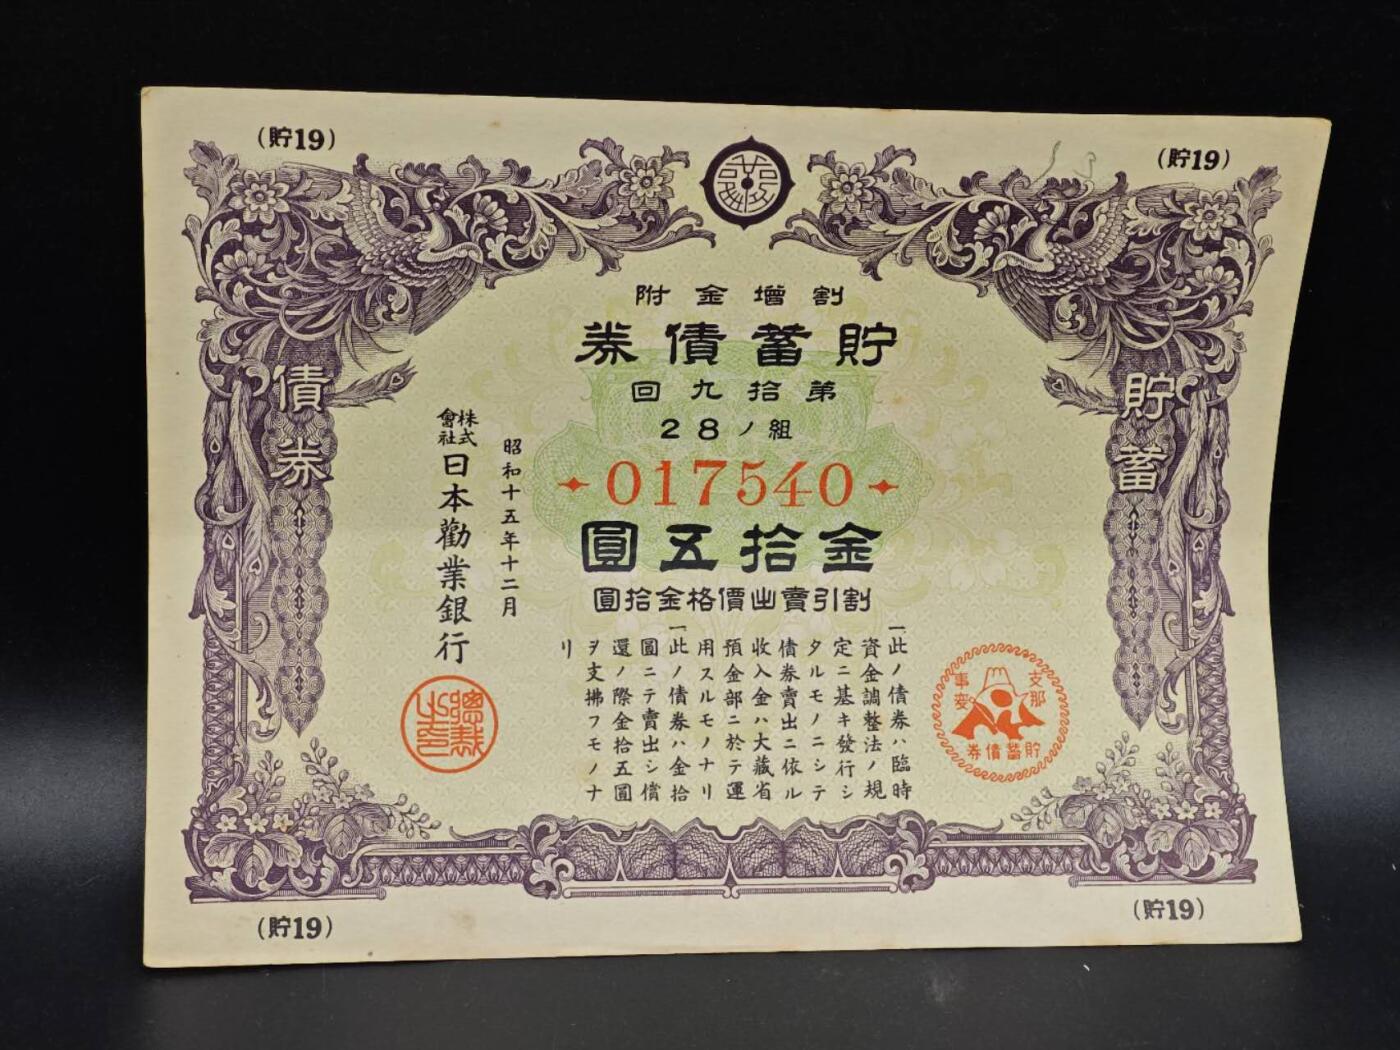 (貯19)
(貯19)
割増金附
貯蓄債券
第拾九回
組ノ28
017540
金拾五圓
割引賣出價格金拾圓
貯蓄
債券
一此ノ債券ハ臨時
資金調整法ノ規
定ニ基キ發行シ
タルモノニシテ
債券賣出ニ依ル
收入金ハ大藏省
預金部ニ於テ運
用スルモノナリ
一此ノ債券ハ金拾
圓ニテ賣出シ償
還ノ際金拾五圓
ヲ支拂フモノナ
リ
昭和十五年十二月
株式會社日本勸業銀行
總裁之印
支那
事変
貯蓄債券
(貯19)
(貯19)